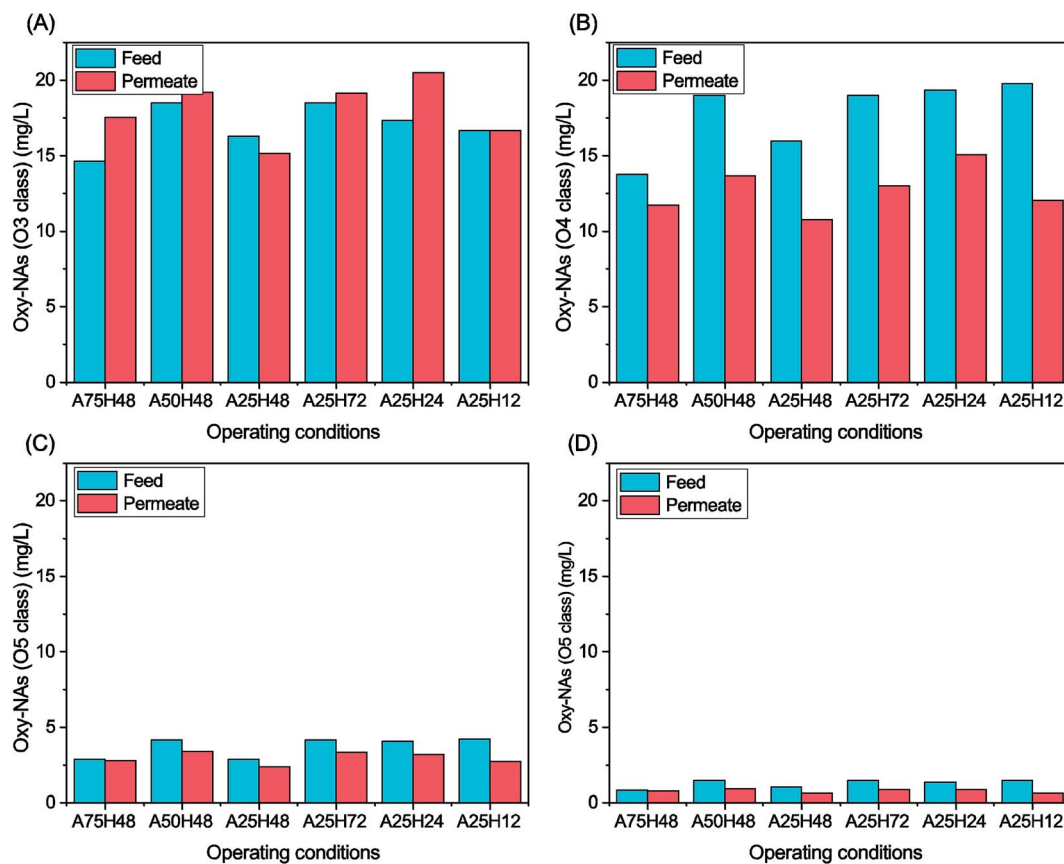 (A)
Feed
Permeate
20
15
10
5
0
Oxy-NAs (O3 class) (mg/L)
A75H48 A50H48 A25H48 A25H72 A25H24 A25H12
Operating conditions
(B)
Feed
Permeate
20
15
10
5
0
Oxy-NAs (O4 class) (mg/L)
A75H48 A50H48 A25H48 A25H72 A25H24 A25H12
Operating conditions
(C)
Feed
Permeate
20
15
10
5
0
Oxy-NAs (O5 class) (mg/L)
A75H48 A50H48 A25H48 A25H72 A25H24 A25H12
Operating conditions
(D)
Feed
Permeate
20
15
10
5
0
Oxy-NAs (O5 class) (mg/L)
A75H48 A50H48 A25H48 A25H72 A25H24 A25H12
Operating conditions